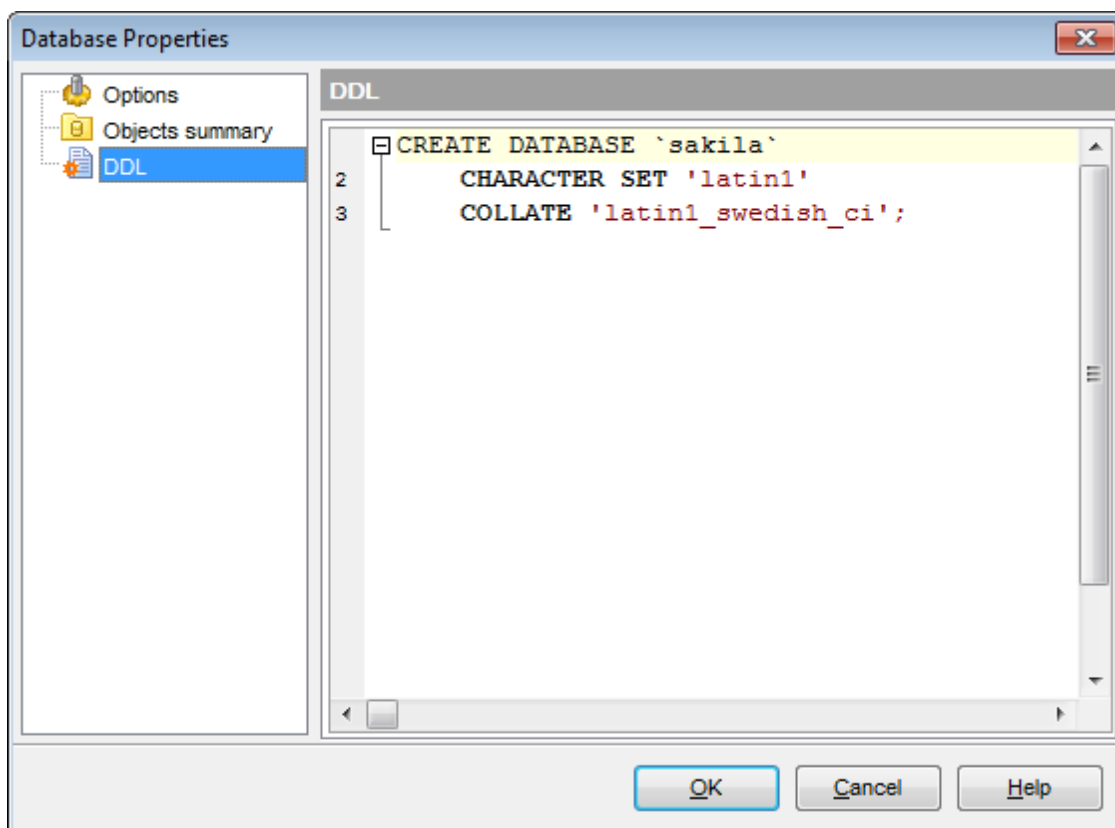 Database Properties
Options
Objects summary
DDL
DDL
CREATE DATABASE `sakila`
2 CHARACTER SET 'latin1'
3 COLLATE 'latin1_swedish_ci';
OK
Cancel
Help